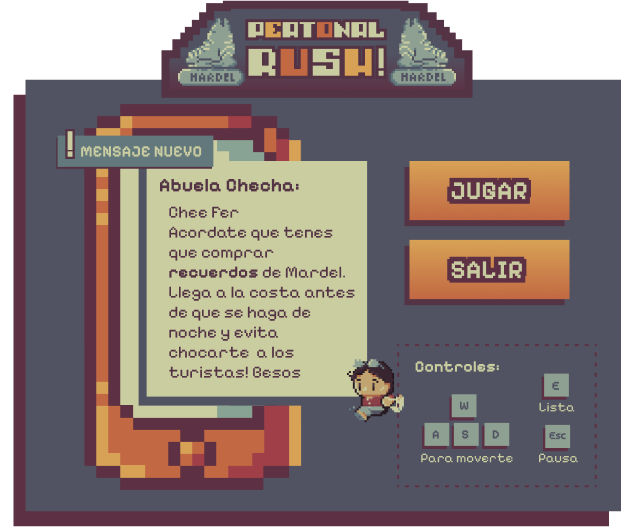 PEATONAL
RUSH!
MARDEL
MARDEL
! MENSAJE NUEVO
Abuela Chocha:
Chee Fer
Acordate que tenes
que comprar
recuerdos de Mardel.
Llega a la costa antes
de que se haga de
noche y evita
chocarte a los
turistas! Besos
JUGAR
SALIR
Controles:
W
A S D
Para moverte
E
Lista
Esc
Pausa